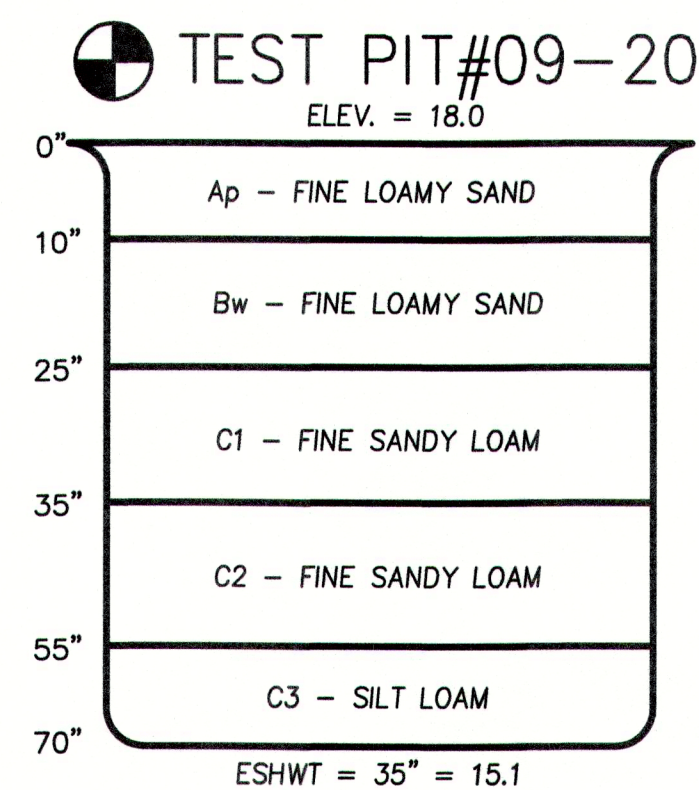 TEST PIT#09-20
ELEV. = 18.0
0"
Ap - FINE LOAMY SAND
10"
Bw - FINE LOAMY SAND
25"
C1 - FINE SANDY LOAM
35"
C2 - FINE SANDY LOAM
55"
C3 - SILT LOAM
70"
ESHWT = 35" = 15.1